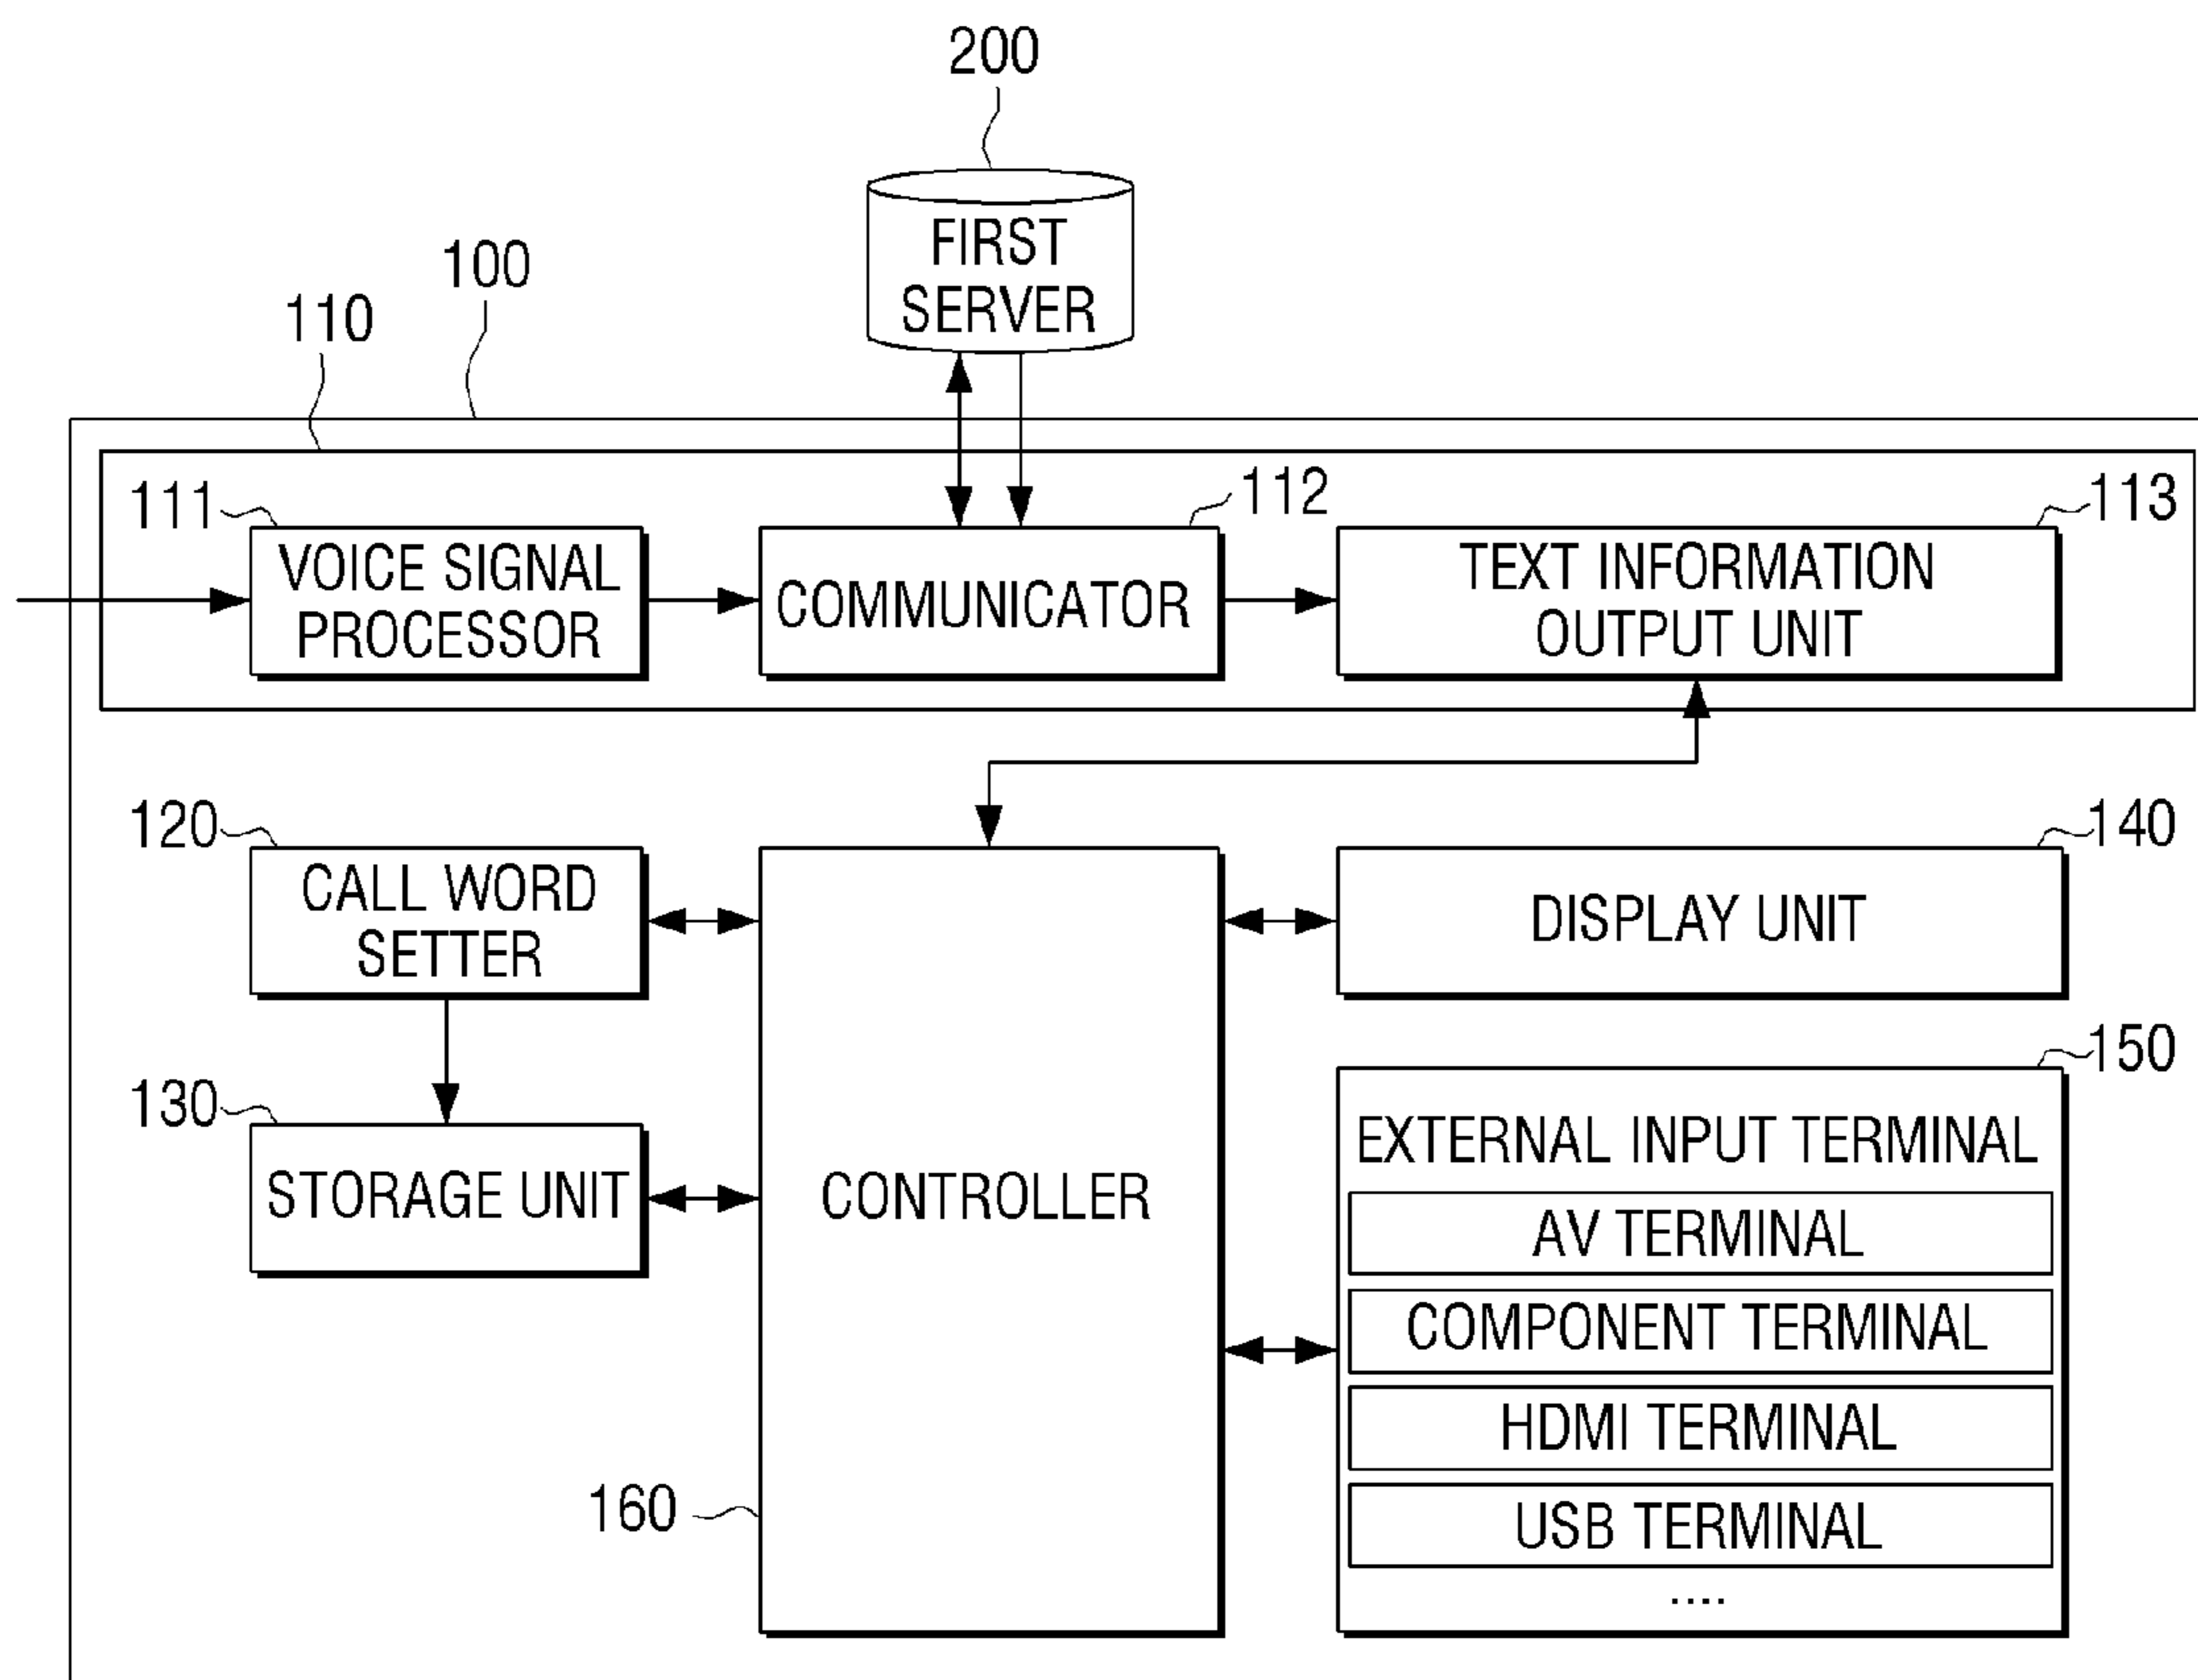 200
FIRST
SERVER
100
110
111
112
113
VOICE SIGNAL
PROCESSOR
COMMUNICATOR
TEXT INFORMATION
OUTPUT UNIT
120
140
CALL WORD
SETTER
DISPLAY UNIT
130
150
STORAGE UNIT
CONTROLLER
EXTERNAL INPUT TERMINAL
AV TERMINAL
COMPONENT TERMINAL
HDMI TERMINAL
160
USB TERMINAL
....